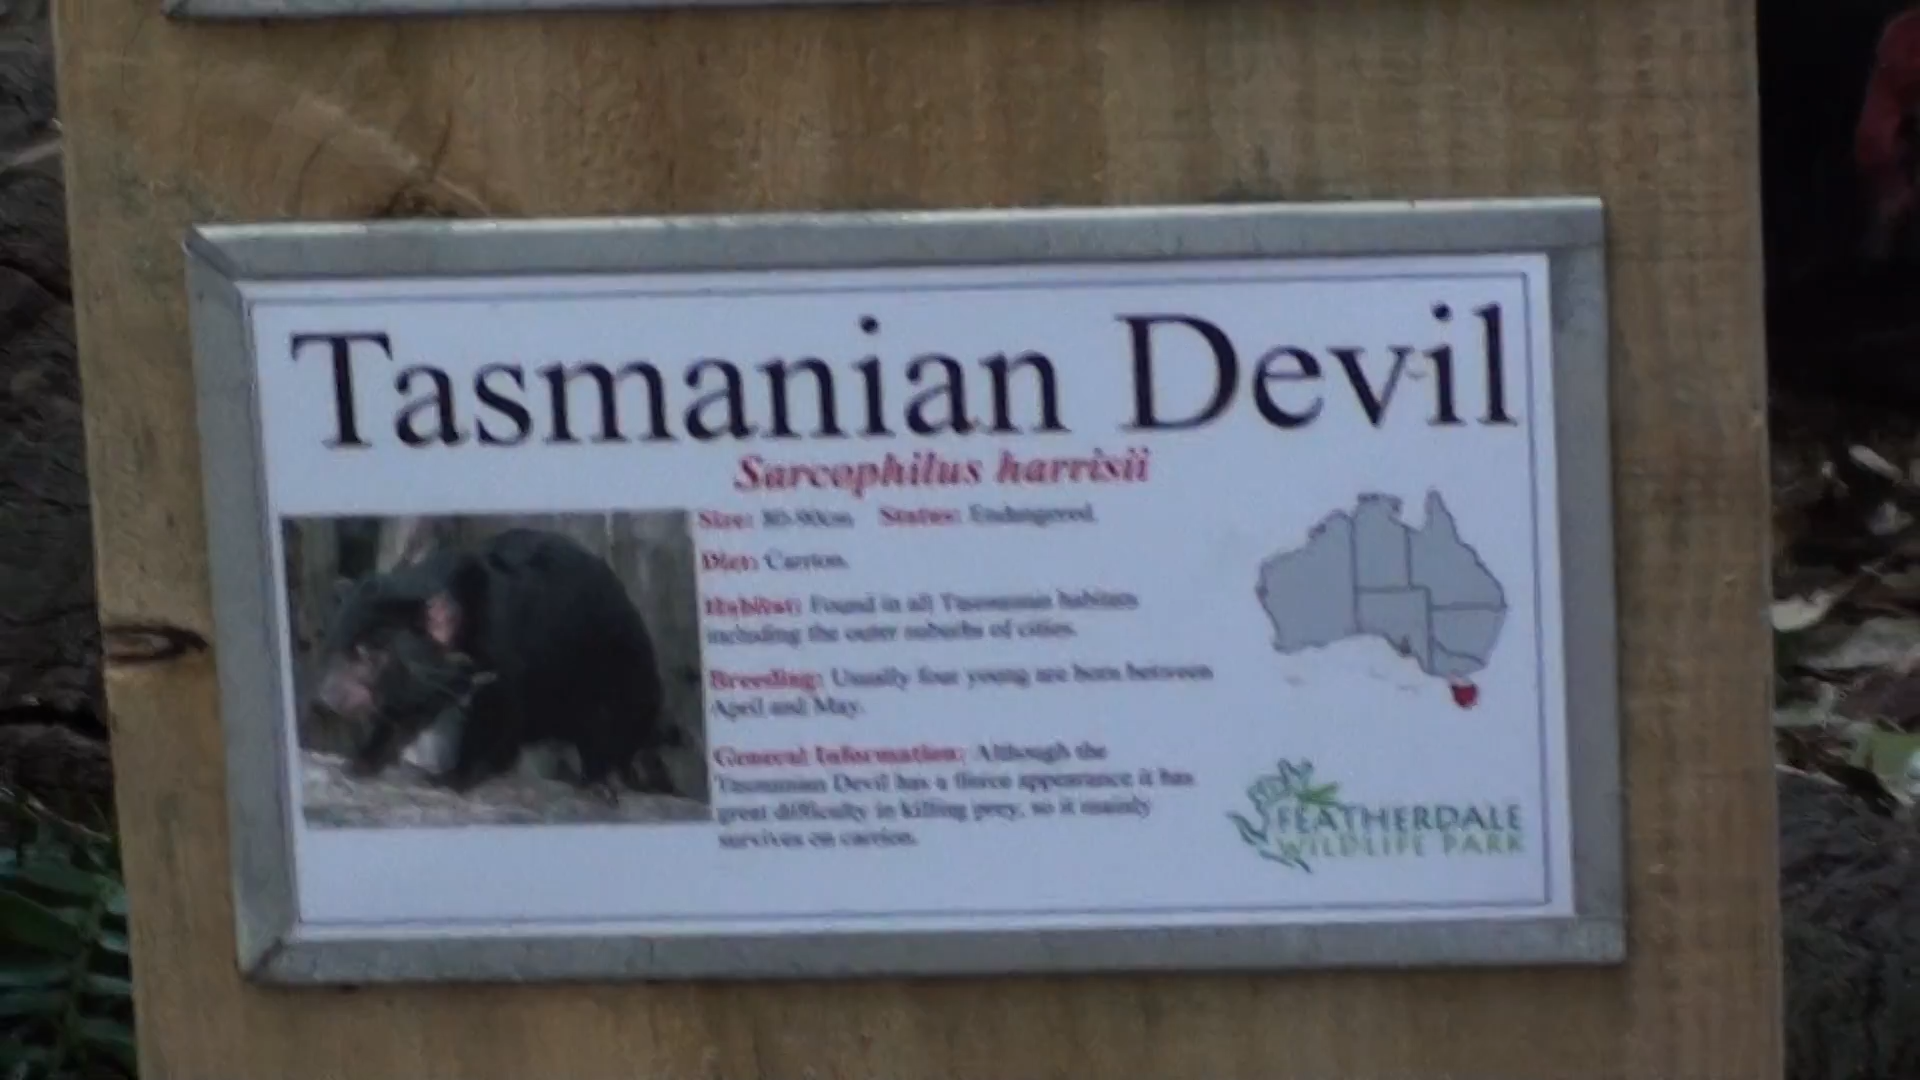 Tasmanian Devil
Sarcophilus harrisii
Size: 80-90cm Status: Endangered.
Diet: Carrion.
Habitat: Found in all Tasmanian habitats
including the outer suburbs of cities.
Breeding: Usually four young are born between
April and May.
General Information: Although the
Tasmanian Devil has a fierce appearance it has
great difficulty in killing prey, so it mainly
survives on carrion.
FEATHERDALE
WILDLIFE PARK